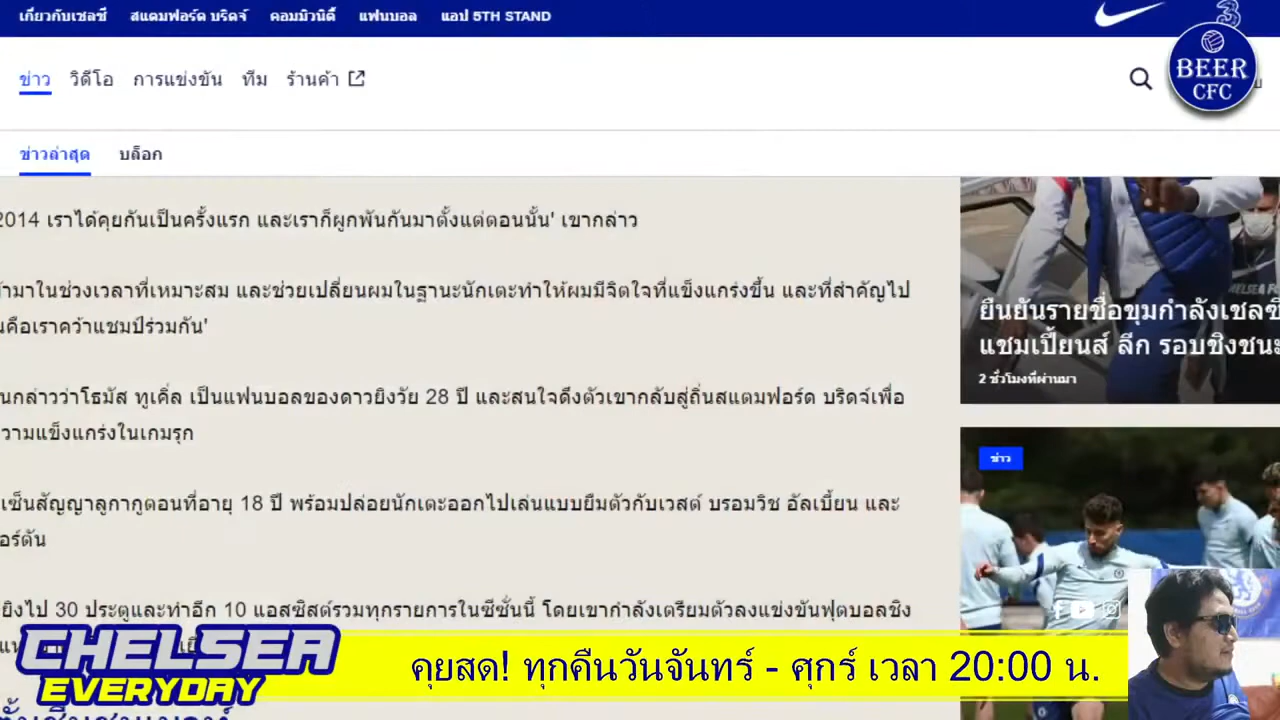 เกี่ยวกับเชลซี สแตมฟอร์ด บริดจ์ คอมมิวนิตี้ แฟนบอล แอป 5TH STAND
3
BEER
CFC
ข่าว วิดีโอ การแข่งขัน ทีม ร้านค้า
ข่าวล่าสุด บล็อก
2014 เราได้คุยกันเป็นครั้งแรก และเราก็ผูกพันกันมาตั้งแต่ตอนนั้น' เขากล่าว
ามาในช่วงเวลาที่เหมาะสม และช่วยเปลี่ยนผมในฐานะนักเตะทำให้ผมมีจิตใจที่แข็งแกร่งขึ้น และที่สำคัญไป
นคือเราคว้าแชมป์ร่วมกัน'
นกล่าวว่าโธมัส ทูเคิ่ล เป็นแฟนบอลของดาวยิงวัย 28 ปี และสนใจดึงตัวเขากลับสู่ถิ่นสแตมฟอร์ด บริดจ์เพื่อ
วามแข็งแกร่งในเกมรุก
เซ็นสัญญาลูกากูตอนที่อายุ 18 ปี พร้อมปล่อยนักเตะออกไปเล่นแบบยืมตัวกับเวสต์ บรอมวิช อัลเบี้ยน และ
อร์ตัน
ยิงไป 30 ประตูและทำอีก 10 แอสซิสต์รวมทุกรายการในซีซั่นนี้ โดยเขากำลังเตรียมตัวลงแข่งขันฟุตบอลชิง
ยืนยันรายชื่อขุมกำลังเชลซี
แชมเปี้ยนส์ ลีก รอบชิงชนะ
2 ชั่วโมงที่ผ่านมา
ข่าว
CHELSEA
EVERYDAY
คุยสด! ทุกคืนวันจันทร์ - ศุกร์ เวลา 20:00 น.